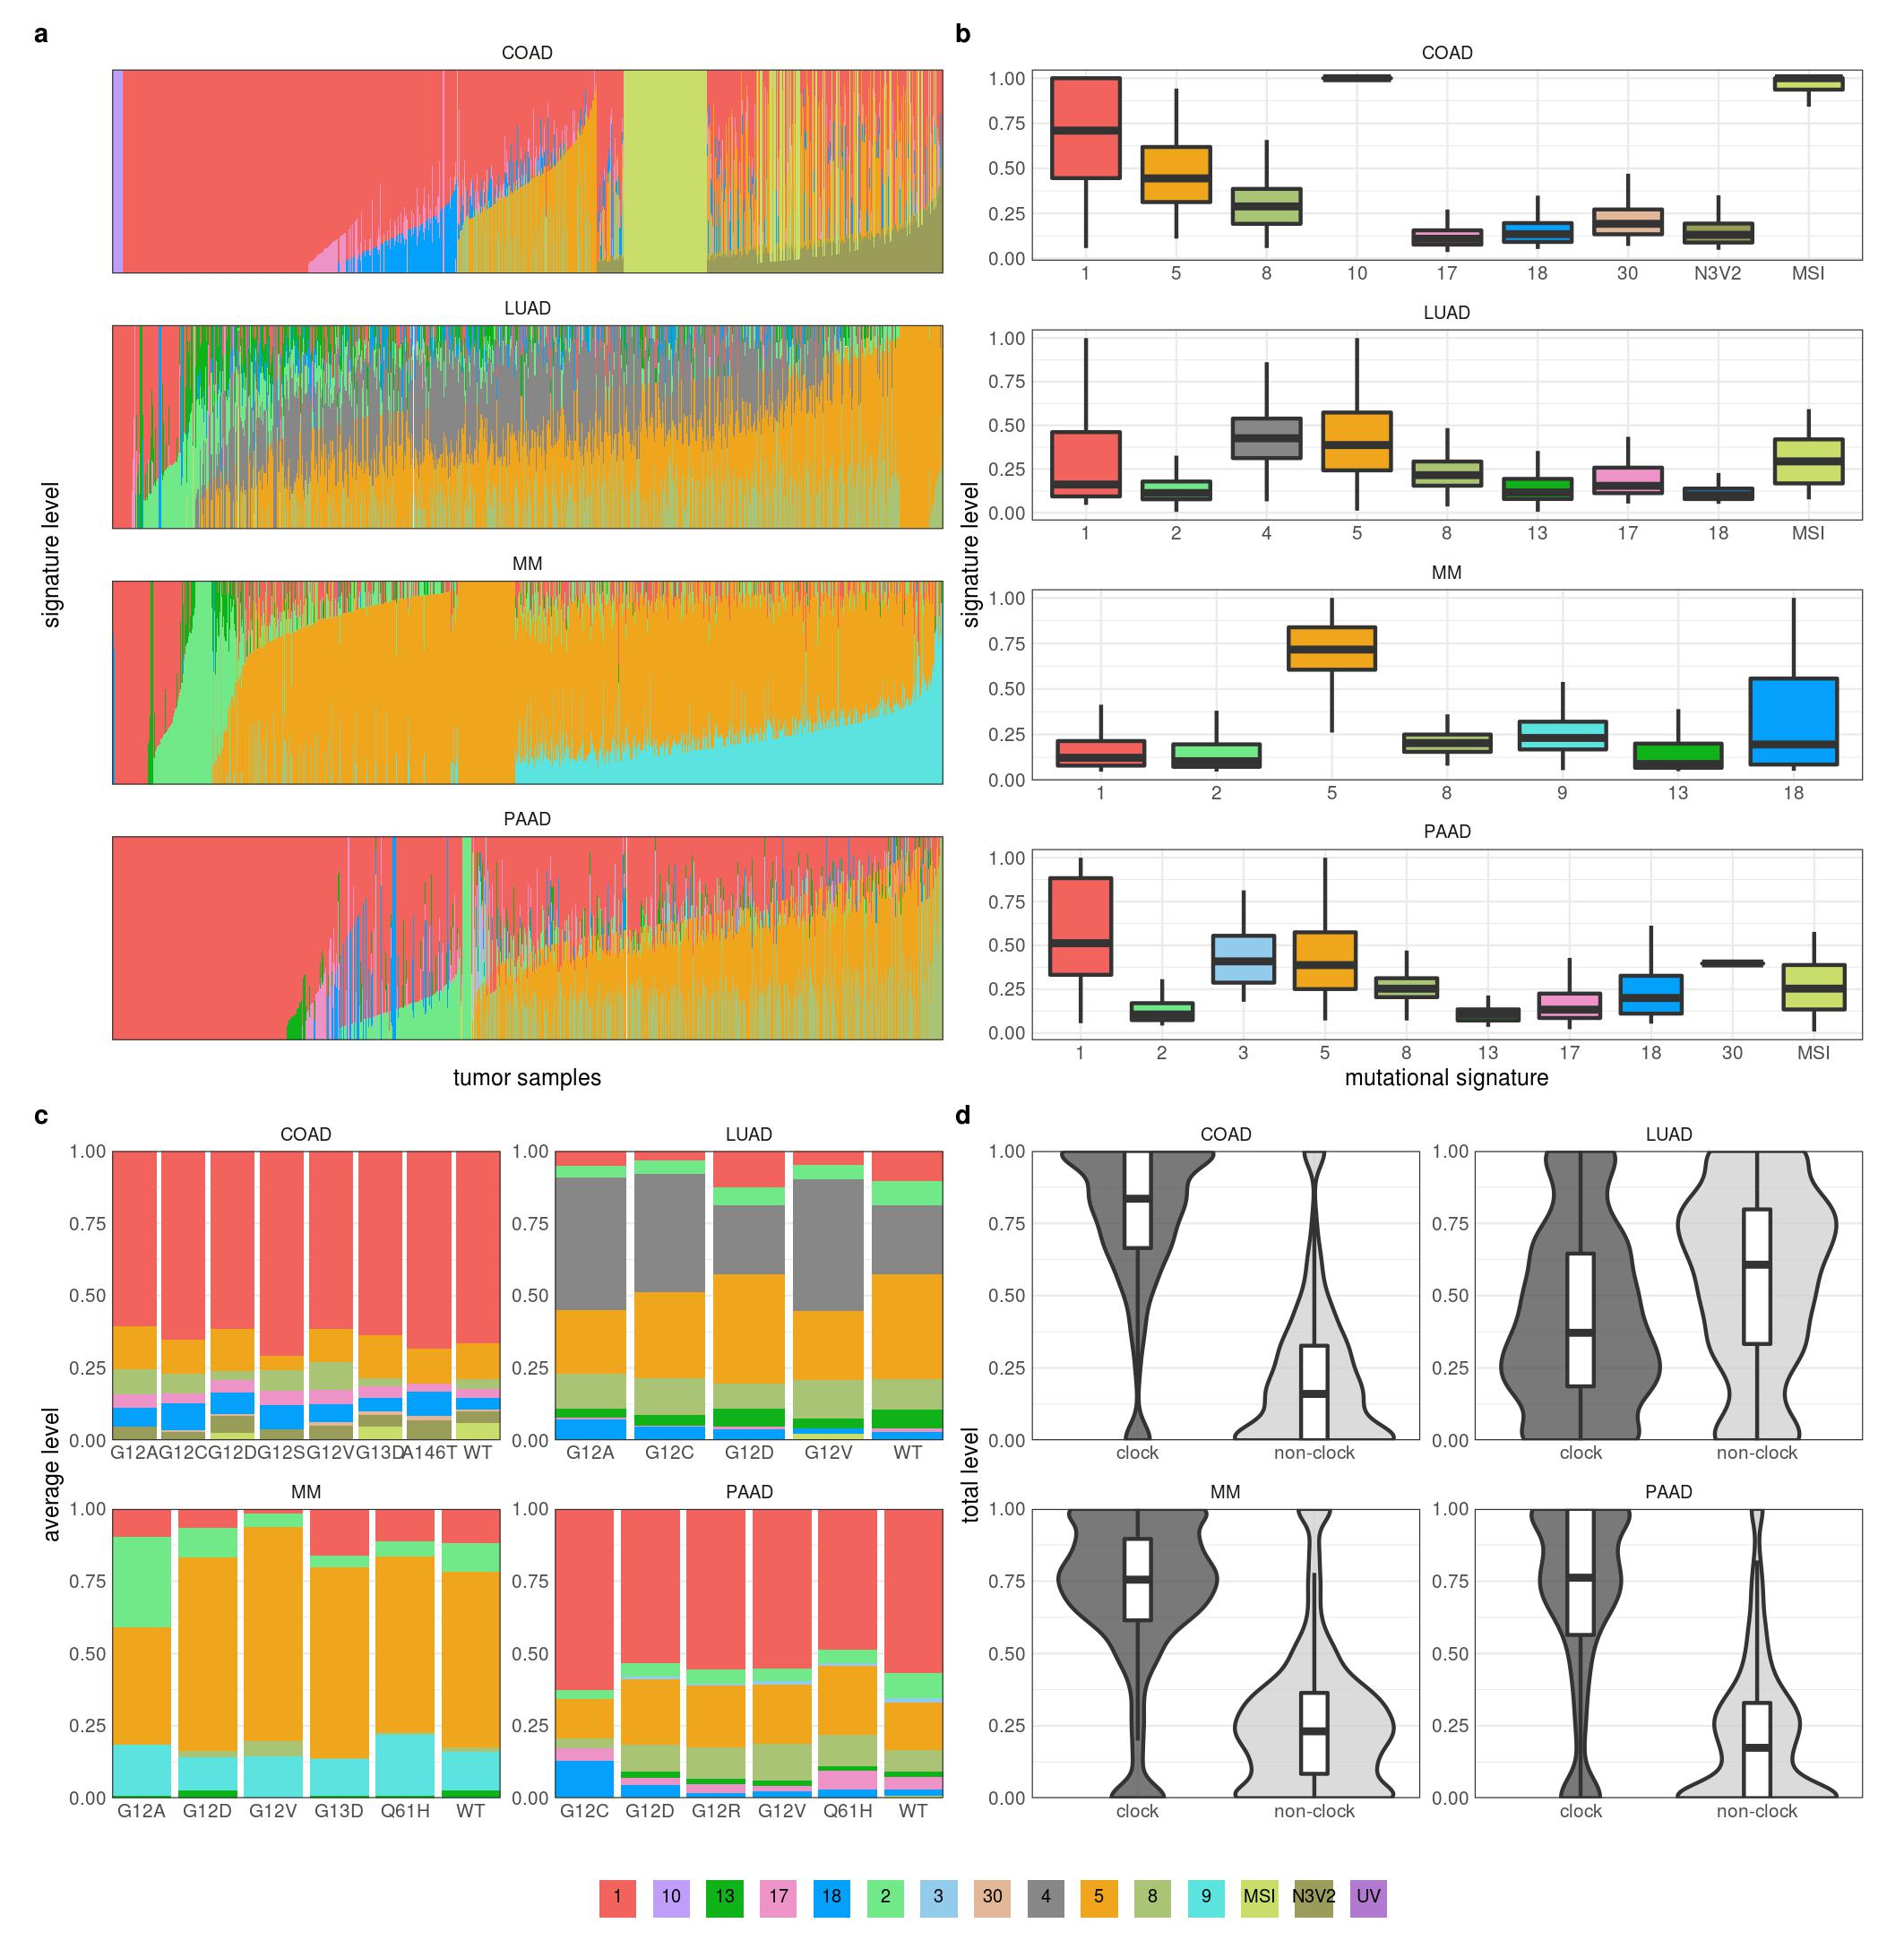 a
COAD
LUAD
MM
PAAD
signature level
tumor samples
b
COAD
1.00
0.75
0.50
0.25
0.00
1 5 8 10 17 18 30 N3V2 MSI
LUAD
1.00
0.75
0.50
0.25
0.00
1 2 4 5 8 13 17 18 MSI
MM
1.00
0.75
0.50
0.25
0.00
1 2 5 8 9 13 18
PAAD
1.00
0.75
0.50
0.25
0.00
1 2 3 5 8 13 17 18 30 MSI
signature level
mutational signature
c
COAD
1.00
0.75
0.50
0.25
0.00
G12A G12C G12D G12S G12V G13D A146T WT
LUAD
1.00
0.75
0.50
0.25
0.00
G12A G12C G12D G12V WT
MM
1.00
0.75
0.50
0.25
0.00
G12A G12D G12V G13D Q61H WT
PAAD
1.00
0.75
0.50
0.25
0.00
G12C G12D G12R G12V Q61H WT
average level
d
COAD
1.00
0.75
0.50
0.25
0.00
clock non-clock
LUAD
1.00
0.75
0.50
0.25
0.00
clock non-clock
MM
1.00
0.75
0.50
0.25
0.00
clock non-clock
PAAD
1.00
0.75
0.50
0.25
0.00
clock non-clock
total level
1 10 13 17 18 2 3 30 4 5 8 9 MSI N3V2 UV